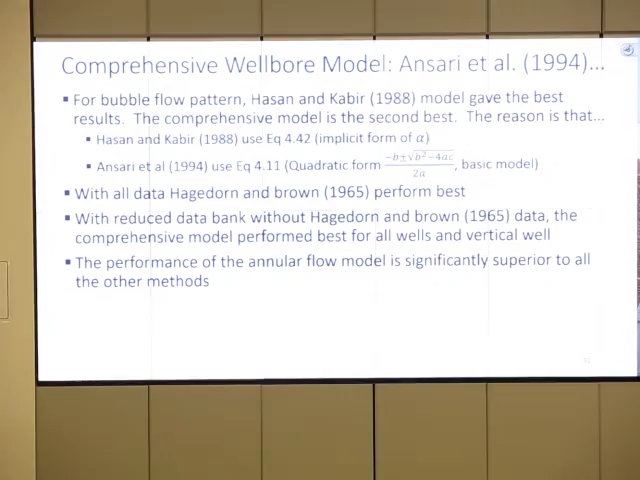 Comprehensive Wellbore Model: Ansari et al. (1994)...
▪ For bubble flow pattern, Hasan and Kabir (1988) model gave the best
results. The comprehensive model is the second best. The reason is that...
▪ Hasan and Kabir (1988) use Eq 4.42 (implicit form of α)
▪ Ansari et al (1994) use Eq 4.11 (Quadratic form (−b±√(b²−4ac))/2a, basic model)
▪ With all data Hagedorn and brown (1965) perform best
▪ With reduced data bank without Hagedorn and brown (1965) data, the
comprehensive model performed best for all wells and vertical well
▪ The performance of the annular flow model is significantly superior to all
the other methods